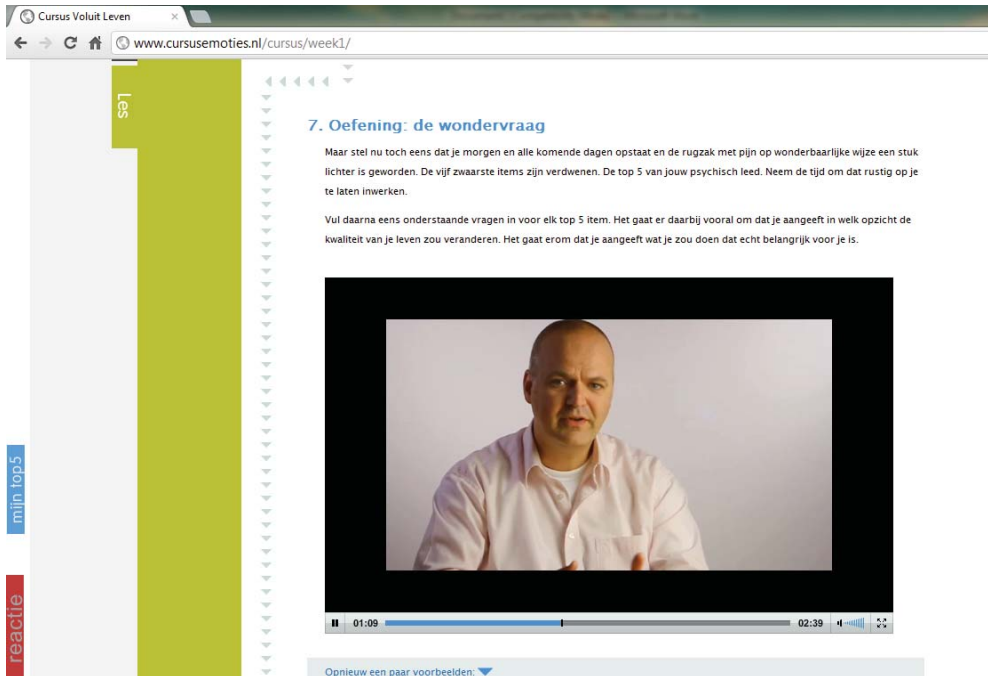 Cursus Voluit Leven
www.cursusemoties.nl/cursus/week1/
Les
7. Oefening: de wondervraag
Maar stel nu toch eens dat je morgen en alle komende dagen opstaat en de rugzak met pijn op wonderbaarlijke wijze een stuk
lichter is geworden. De vijf zwaarste items zijn verdwenen. De top 5 van jouw psychisch leed. Neem de tijd om dat rustig op je
te laten inwerken.
Vul daarna eens onderstaande vragen in voor elk top 5 item. Het gaat er daarbij vooral om dat je aangeeft in welk opzicht de
kwaliteit van je leven zou veranderen. Het gaat erom dat je aangeeft wat je zou doen dat echt belangrijk voor je is.
mijn top5
reactie
01:09
02:39
Opnieuw een paar voorbeelden: